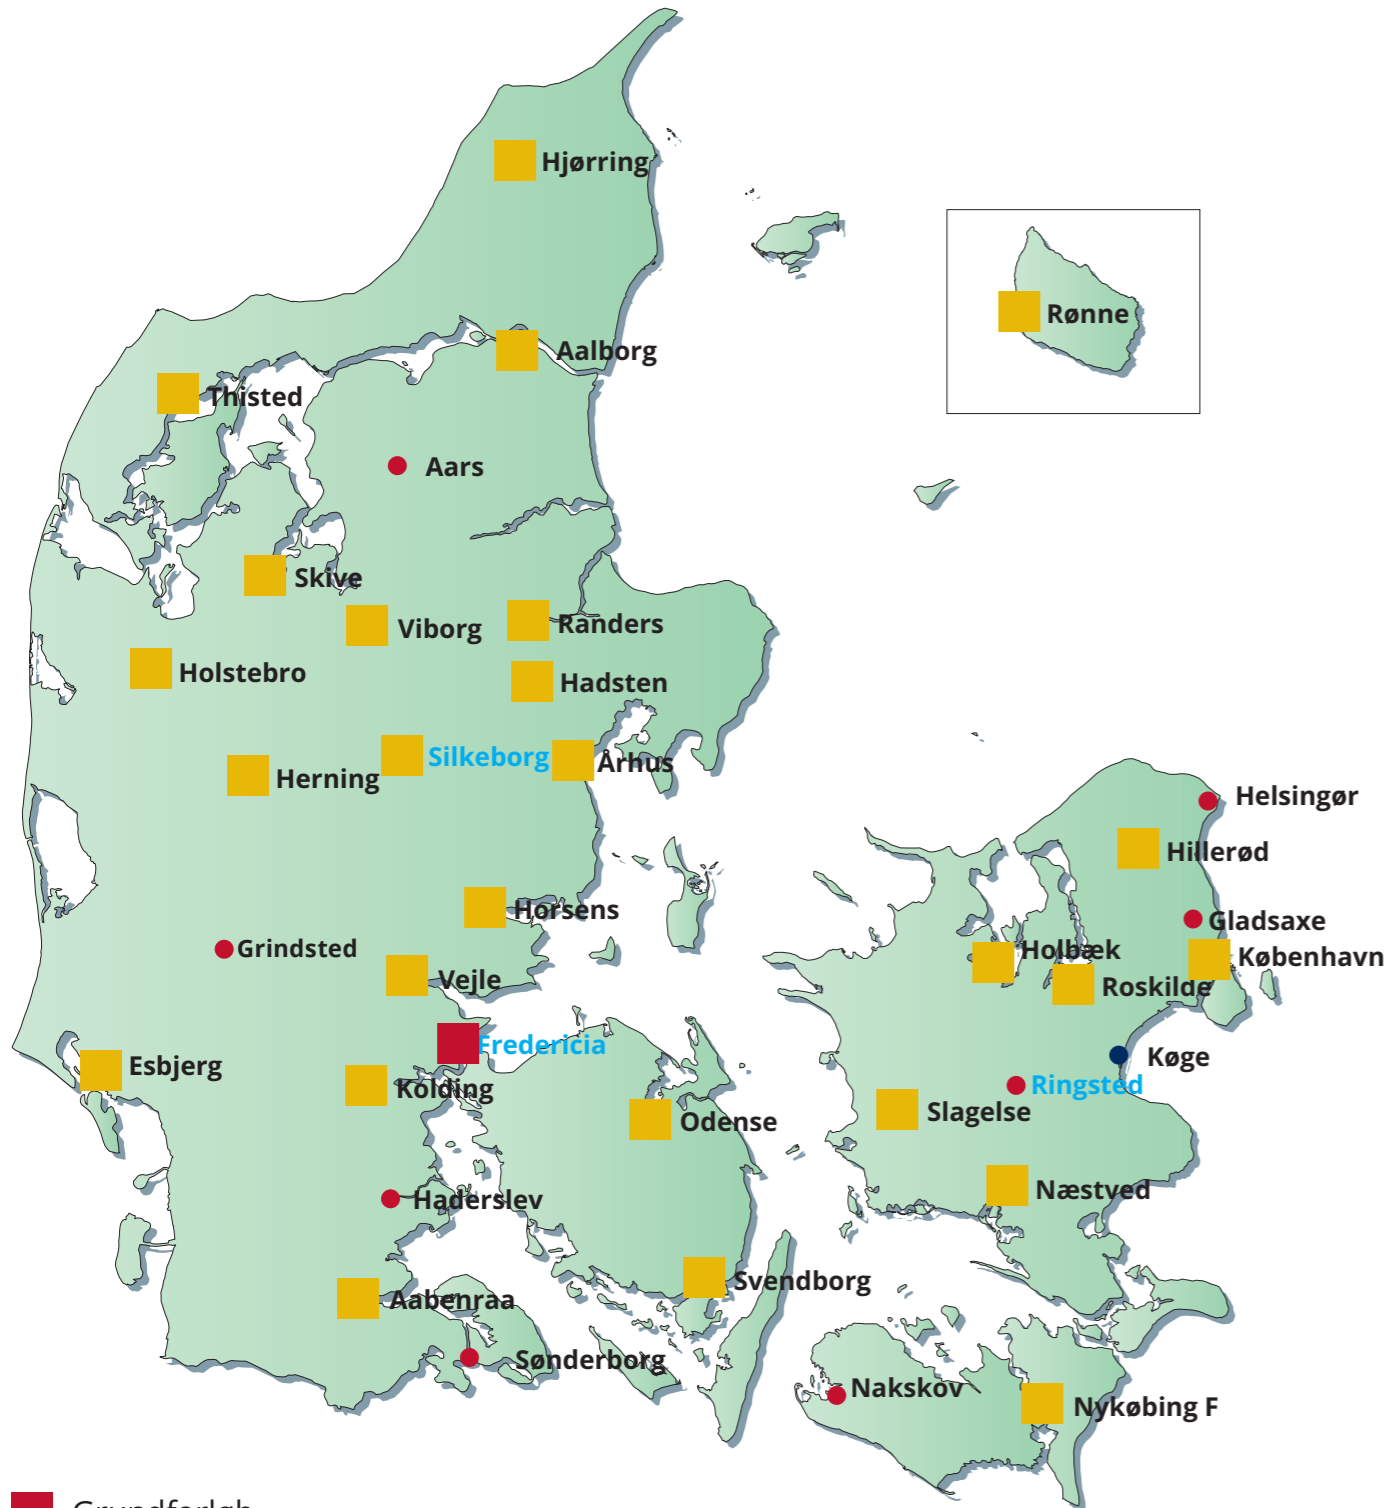 Hjørring
Rønne
Aalborg
Thisted
Aars
Skive
Viborg
Randers
Holstebro
Hadsten
Silkeborg
Århus
Herning
Helsingør
Hillerød
Horsens
Gladsaxe
Grindsted
Holbæk
København
Vejle
Roskilde
Fredericia
Køge
Esbjerg
Kolding
Ringsted
Slagelse
Odense
Næstved
Haderslev
Svendborg
Aabenraa
Sønderborg
Nakskov
Nykøbing F
Grundforløb